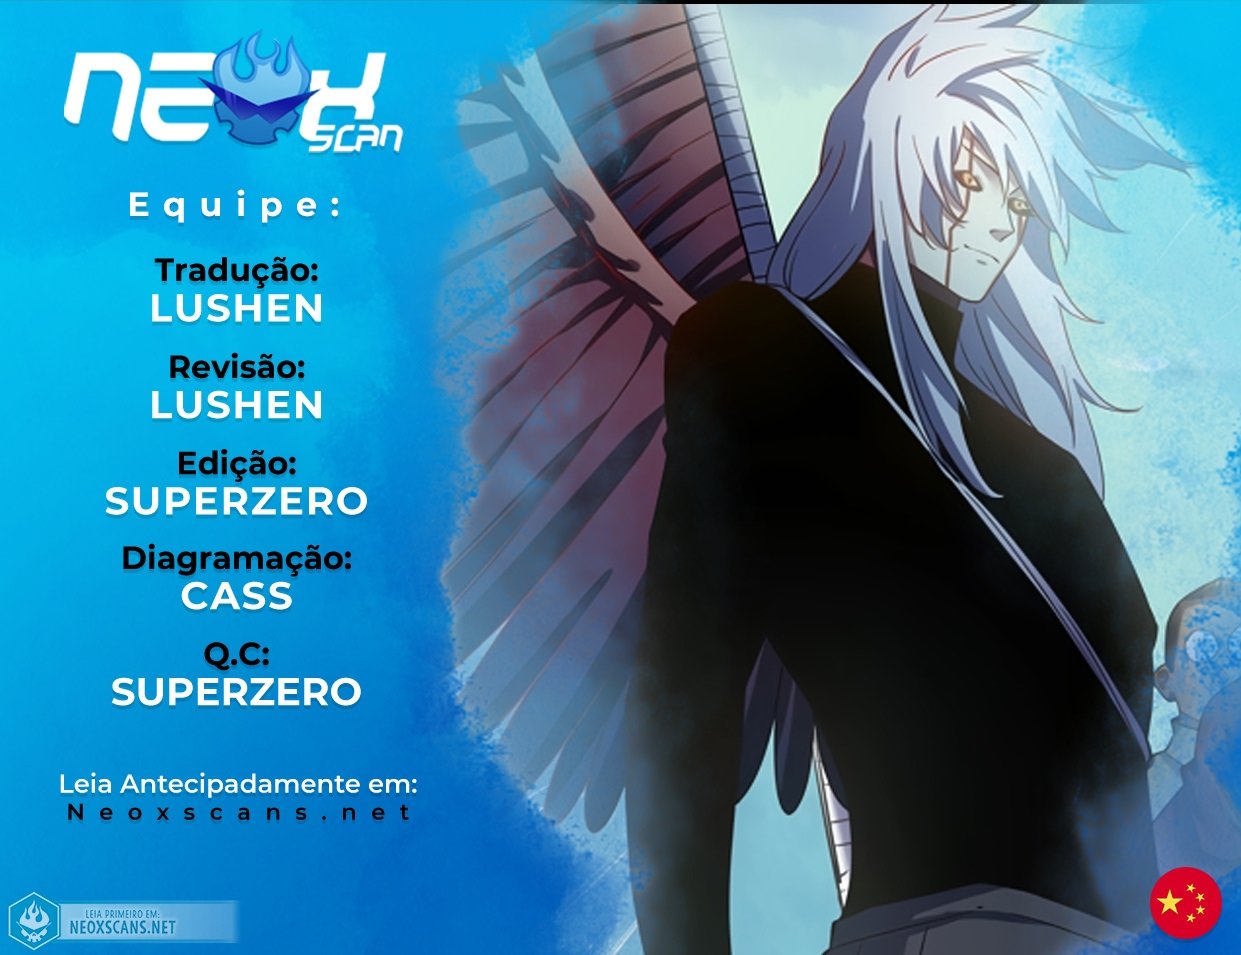 NEOX
SCAN
Equipe:
Tradução:
LUSHEN
Revisão:
LUSHEN
Edição:
SUPERZERO
Diagramação:
CASS
Q.C:
SUPERZERO
Leia Antecipadamente em:
Neoxscans.net
LEIA PRIMEIRO EM:
NEOXSCANS.NET